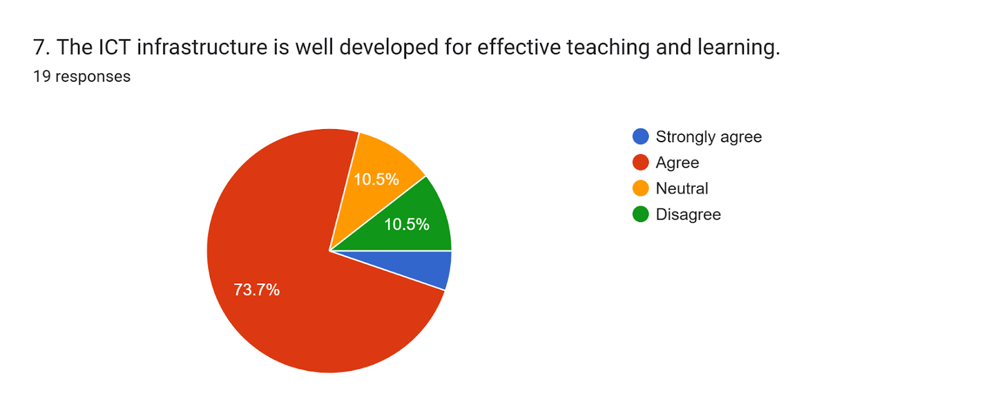 7. The ICT infrastructure is well developed for effective teaching and learning.
19 responses
Strongly agree
Agree
Neutral
Disagree
10.5%
10.5%
73.7%